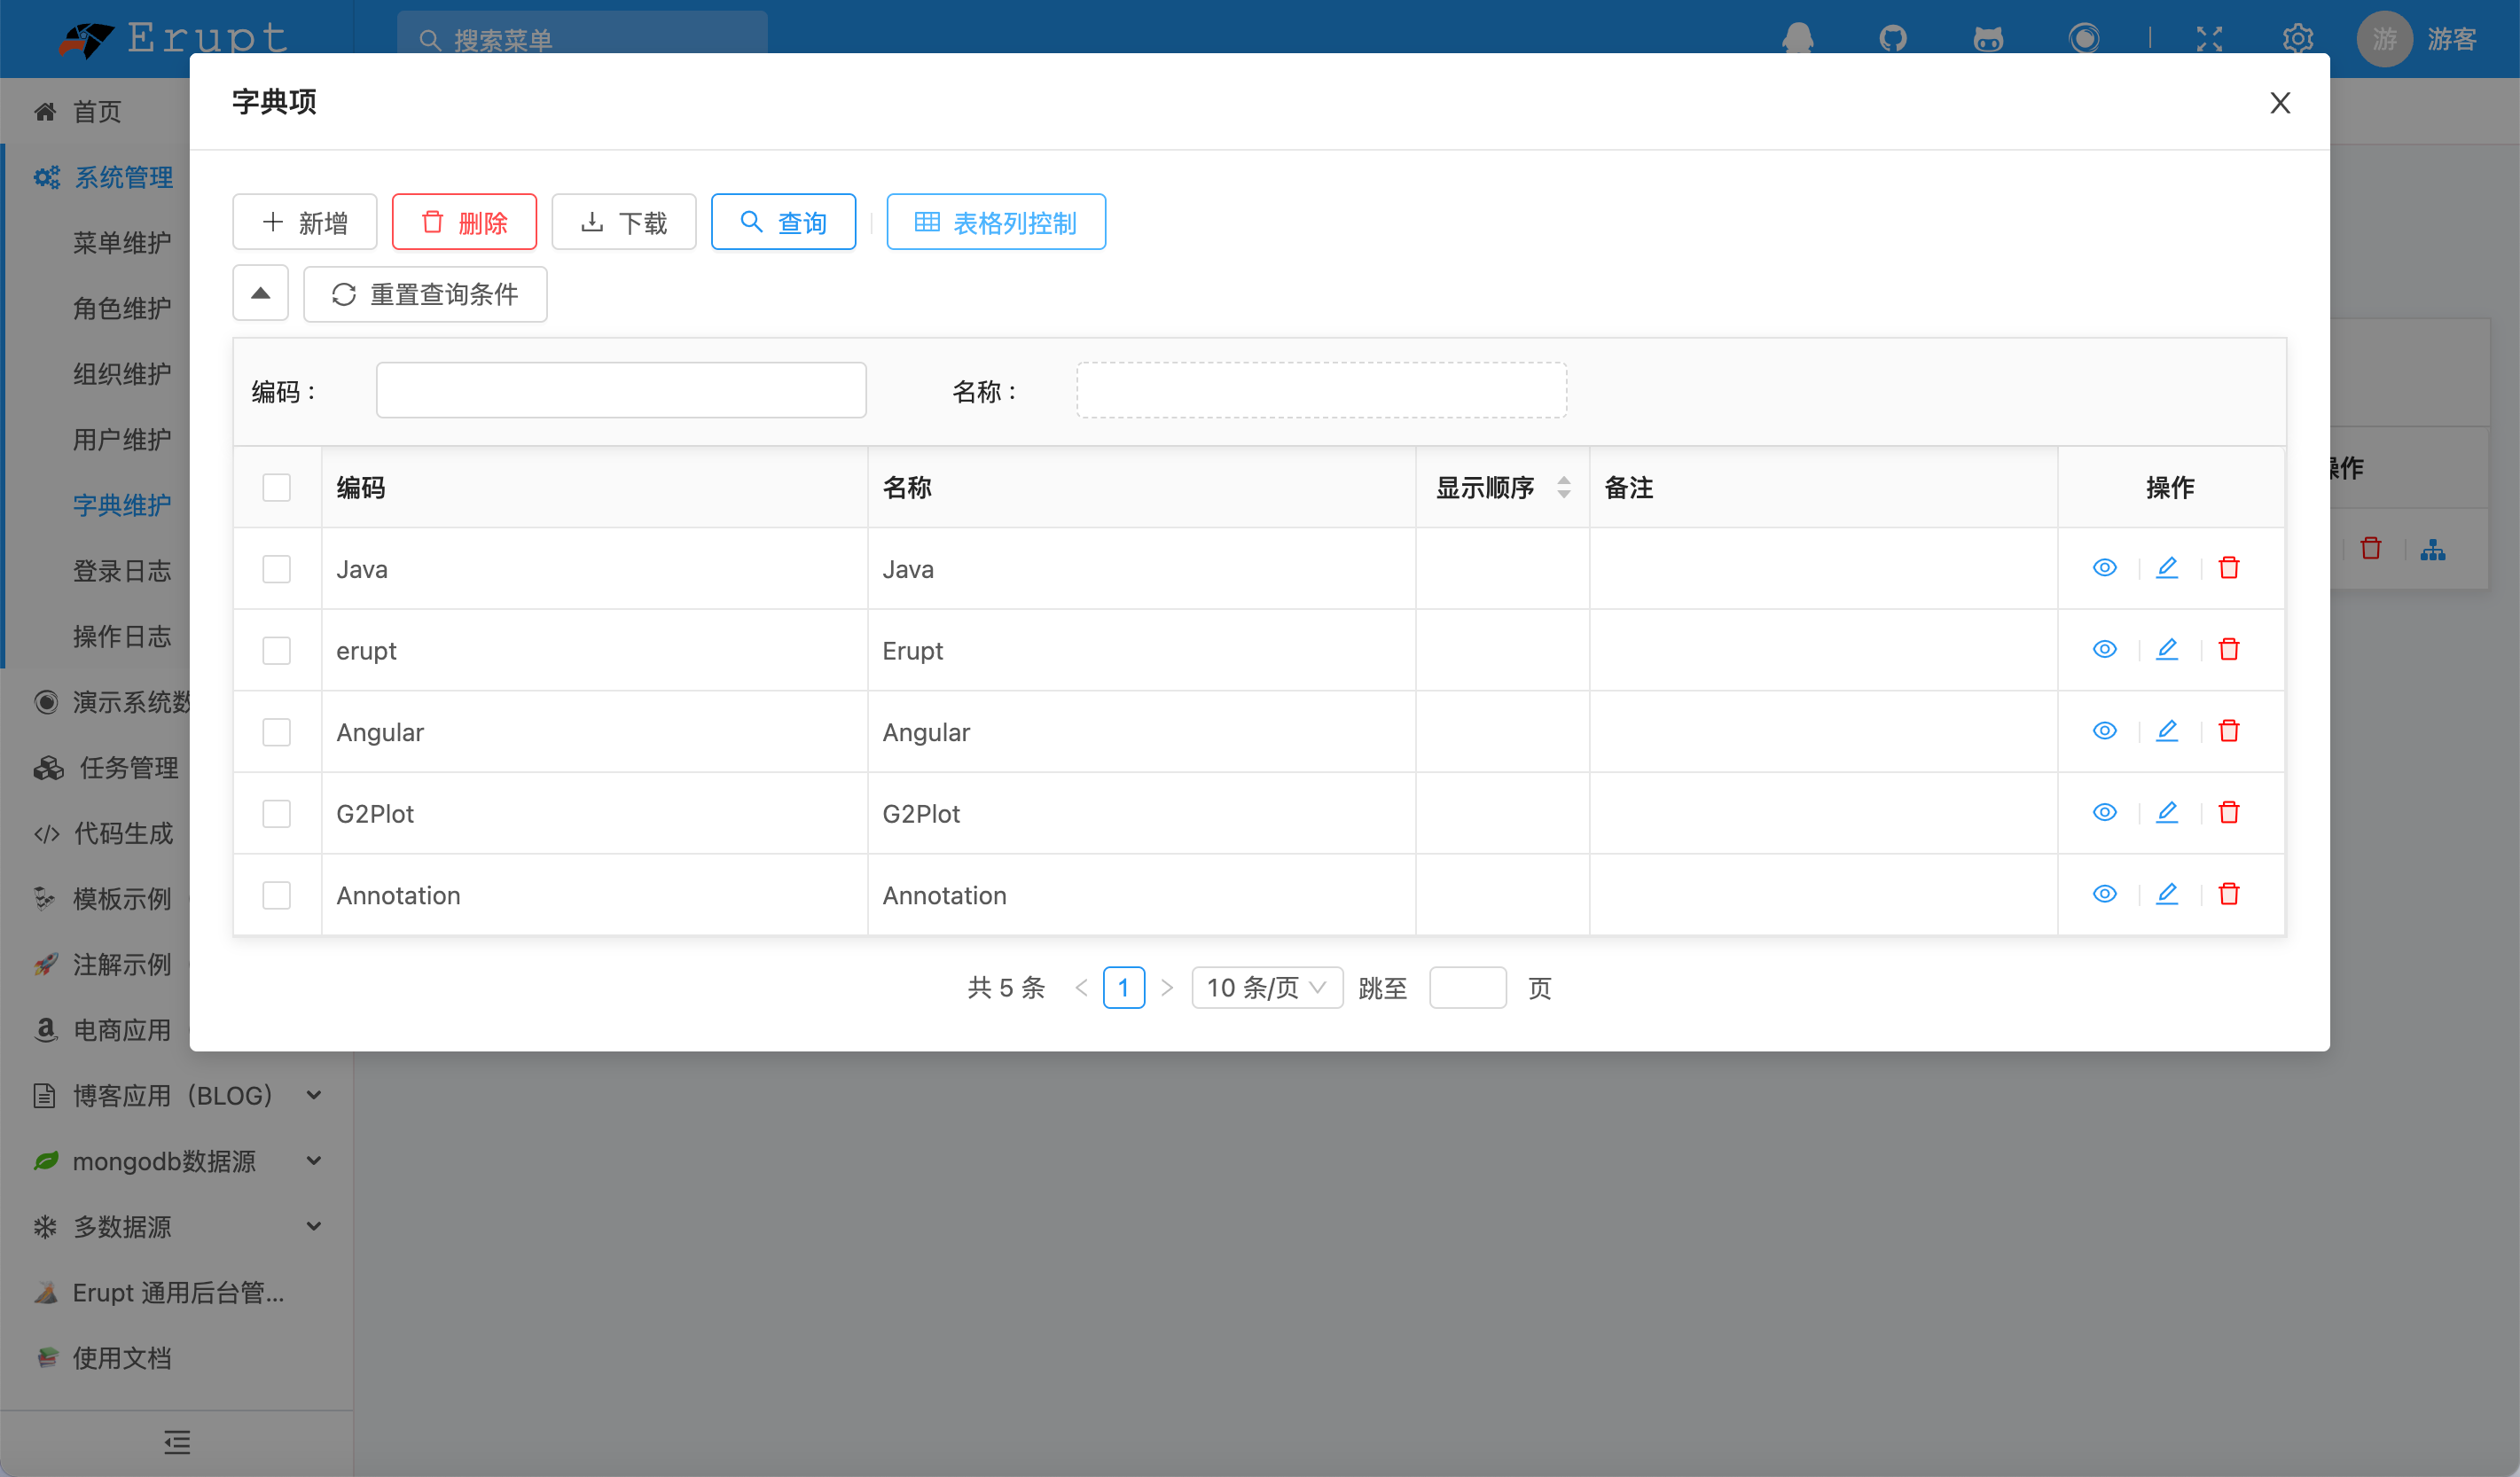 Erupt
搜索菜单
游
游客
首页
系统管理
菜单维护
角色维护
组织维护
用户维护
字典维护
登录日志
操作日志
演示系统数
任务管理
代码生成
模板示例
注解示例
电商应用
博客应用（BLOG）
mongodb数据源
多数据源
Erupt 通用后台管...
使用文档
字典项
新增
删除
下载
查询
表格列控制
重置查询条件
编码：
名称：
编码 名称 显示顺序 备注 操作
Java Java
erupt Erupt
Angular Angular
G2Plot G2Plot
Annotation Annotation
共 5 条 1 10 条/页 跳至 页
作